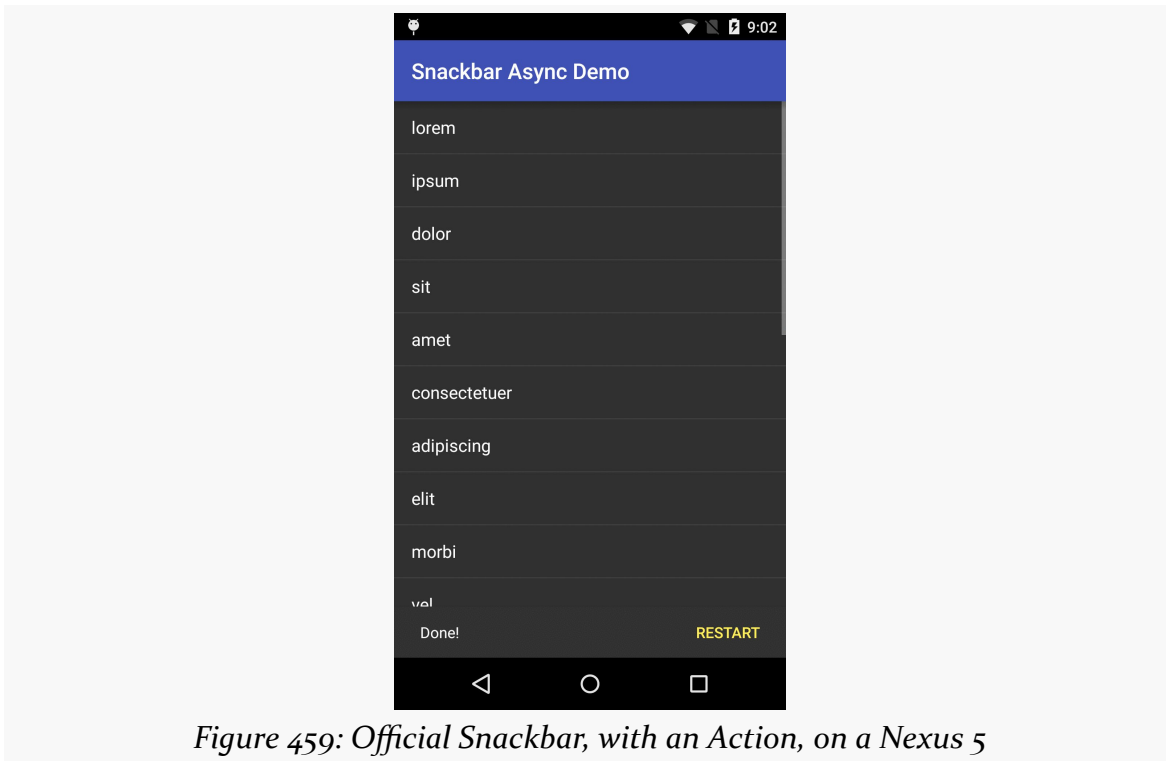 9:02
Snackbar Async Demo
lorem
ipsum
dolor
sit
amet
consectetuer
adipiscing
elit
morbi
vel
Done! RESTART
Figure 459: Official Snackbar, with an Action, on a Nexus 5